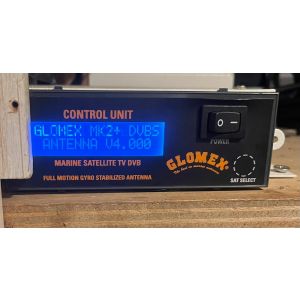 CONTROL UNIT
GLOMEX MK2+ DVBS
ANTENNA V4.000
O –
POWER
MARINE SATELLITE TV DVB
GLOMEX
FULL MOTION GYRO STABILIZED ANTENNA
SAT SELECT